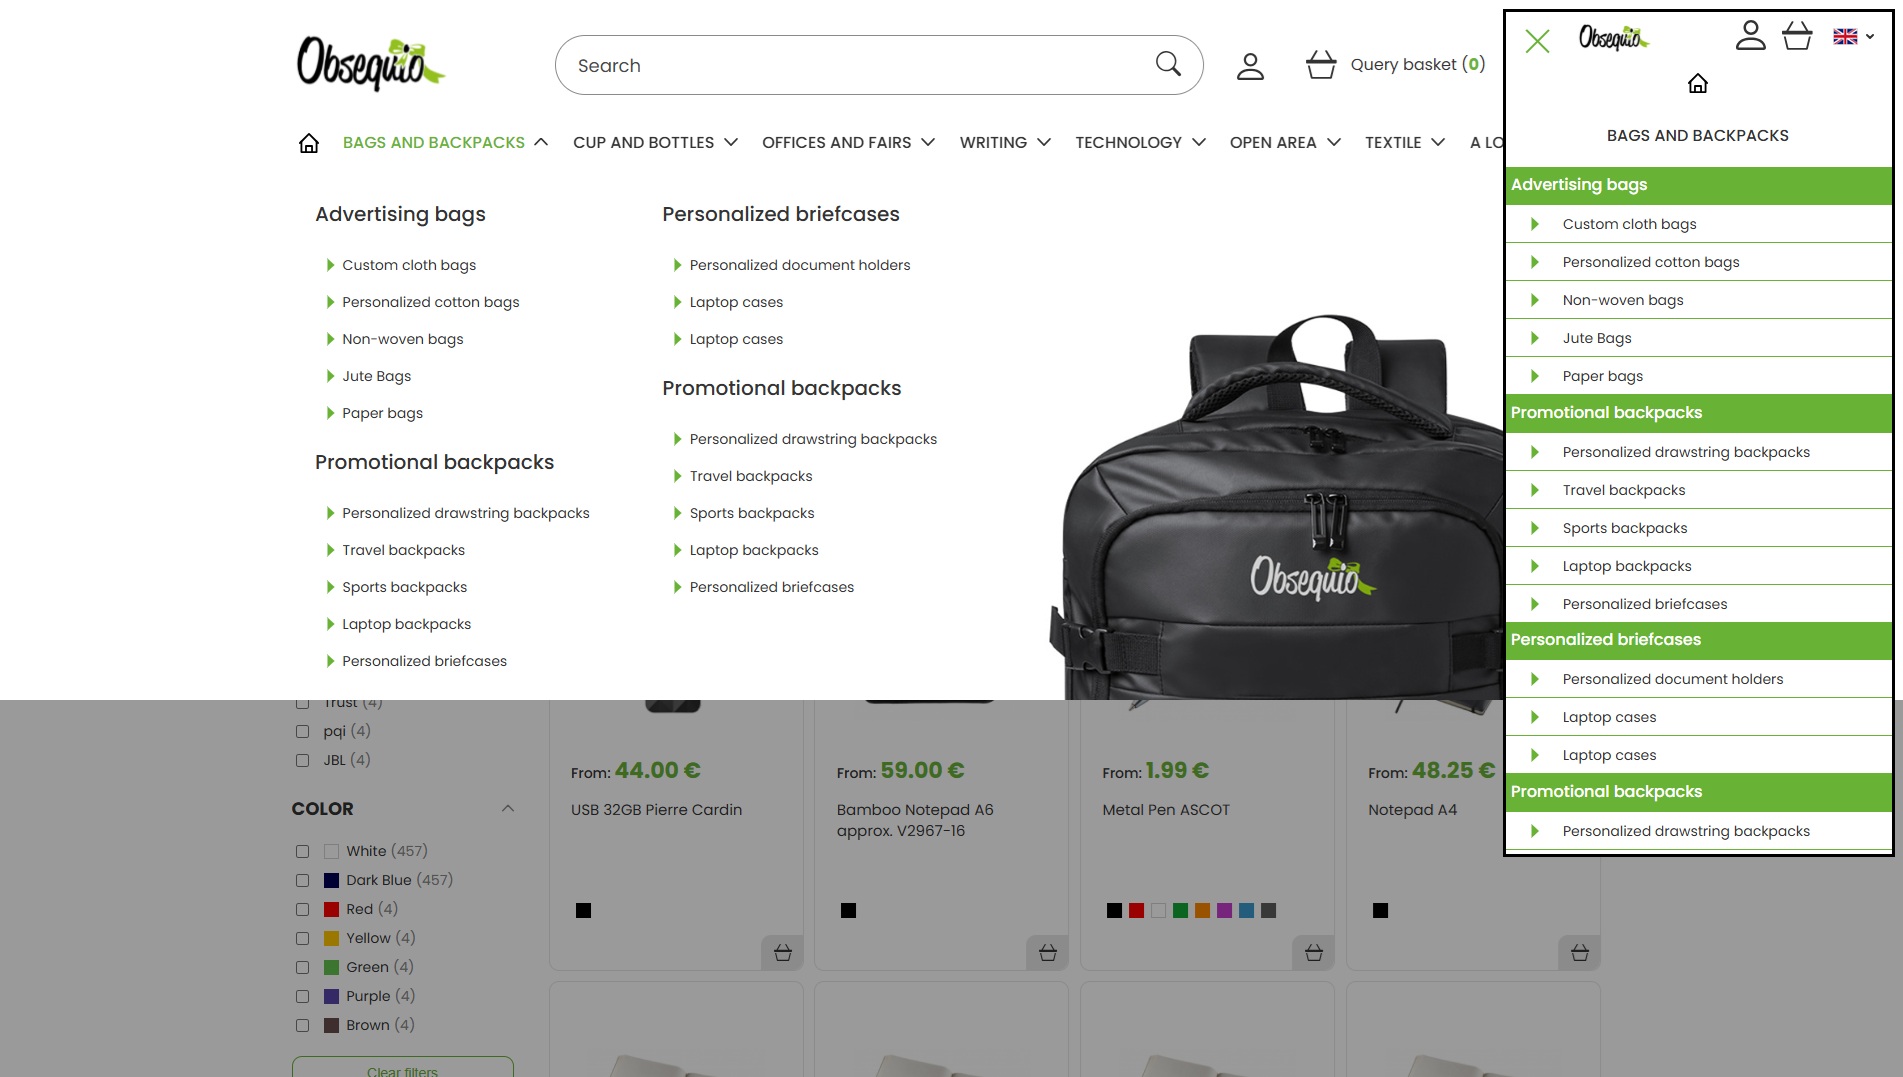 Obsequio
Search
Query basket (0)
BAGS AND BACKPACKS
CUP AND BOTTLES
OFFICES AND FAIRS
WRITING
TECHNOLOGY
OPEN AREA
TEXTILE
A LO
Advertising bags
Custom cloth bags
Personalized cotton bags
Non-woven bags
Jute Bags
Paper bags
Promotional backpacks
Personalized drawstring backpacks
Travel backpacks
Sports backpacks
Laptop backpacks
Personalized briefcases
Personalized briefcases
Personalized document holders
Laptop cases
Laptop cases
Promotional backpacks
Personalized drawstring backpacks
Travel backpacks
Sports backpacks
Laptop backpacks
Personalized briefcases
Obsequio
Trust (4)
pqi (4)
JBL (4)
COLOR
White (457)
Dark Blue (457)
Red (4)
Yellow (4)
Green (4)
Purple (4)
Brown (4)
Clear filters
From: 44.00 €
USB 32GB Pierre Cardin
From: 59.00 €
Bamboo Notepad A6
approx. V2967-16
From: 1.99 €
Metal Pen ASCOT
From: 48.25 €
Notepad A4
Obsequio
BAGS AND BACKPACKS
Advertising bags
Custom cloth bags
Personalized cotton bags
Non-woven bags
Jute Bags
Paper bags
Promotional backpacks
Personalized drawstring backpacks
Travel backpacks
Sports backpacks
Laptop backpacks
Personalized briefcases
Personalized briefcases
Personalized document holders
Laptop cases
Laptop cases
Promotional backpacks
Personalized drawstring backpacks